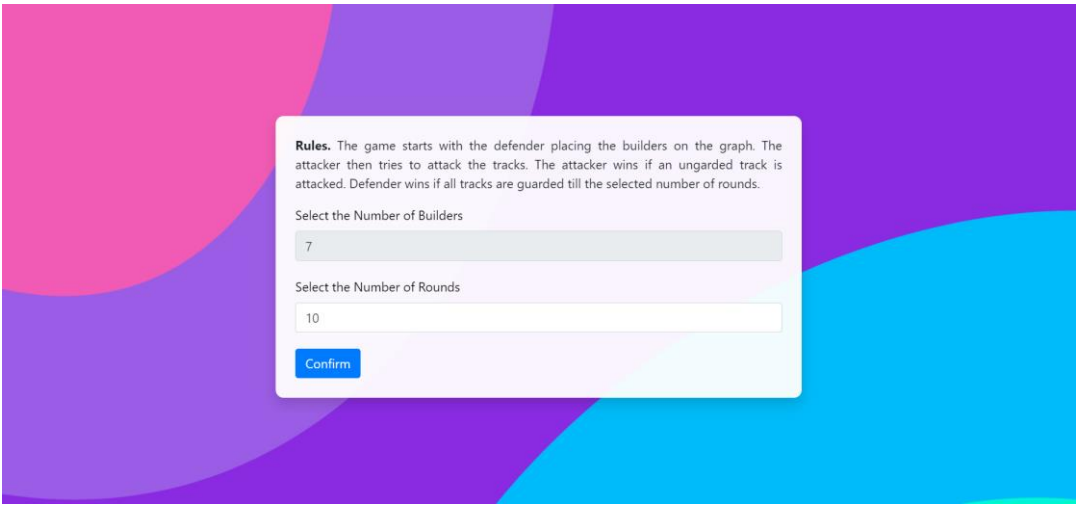 Rules. The game starts with the defender placing the builders on the graph. The
attacker then tries to attack the tracks. The attacker wins if an ungarded track is
attacked. Defender wins if all tracks are guarded till the selected number of rounds.
Select the Number of Builders
7
Select the Number of Rounds
10
Confirm